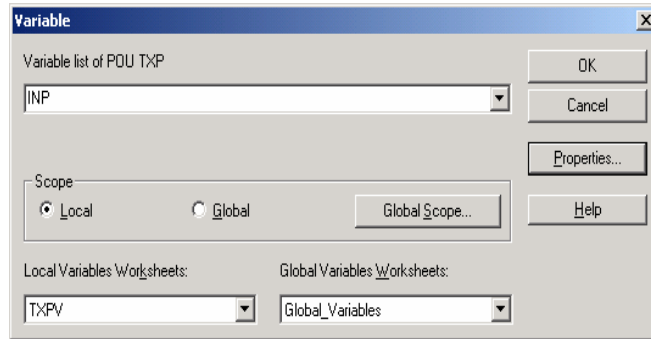 Variable
Variable list of POU TXP
INP
OK
Cancel
Properties...
Help
Scope
Local
Global
Global Scope...
Local Variables Worksheets:
Global Variables Worksheets:
TXPV
Global_Variables